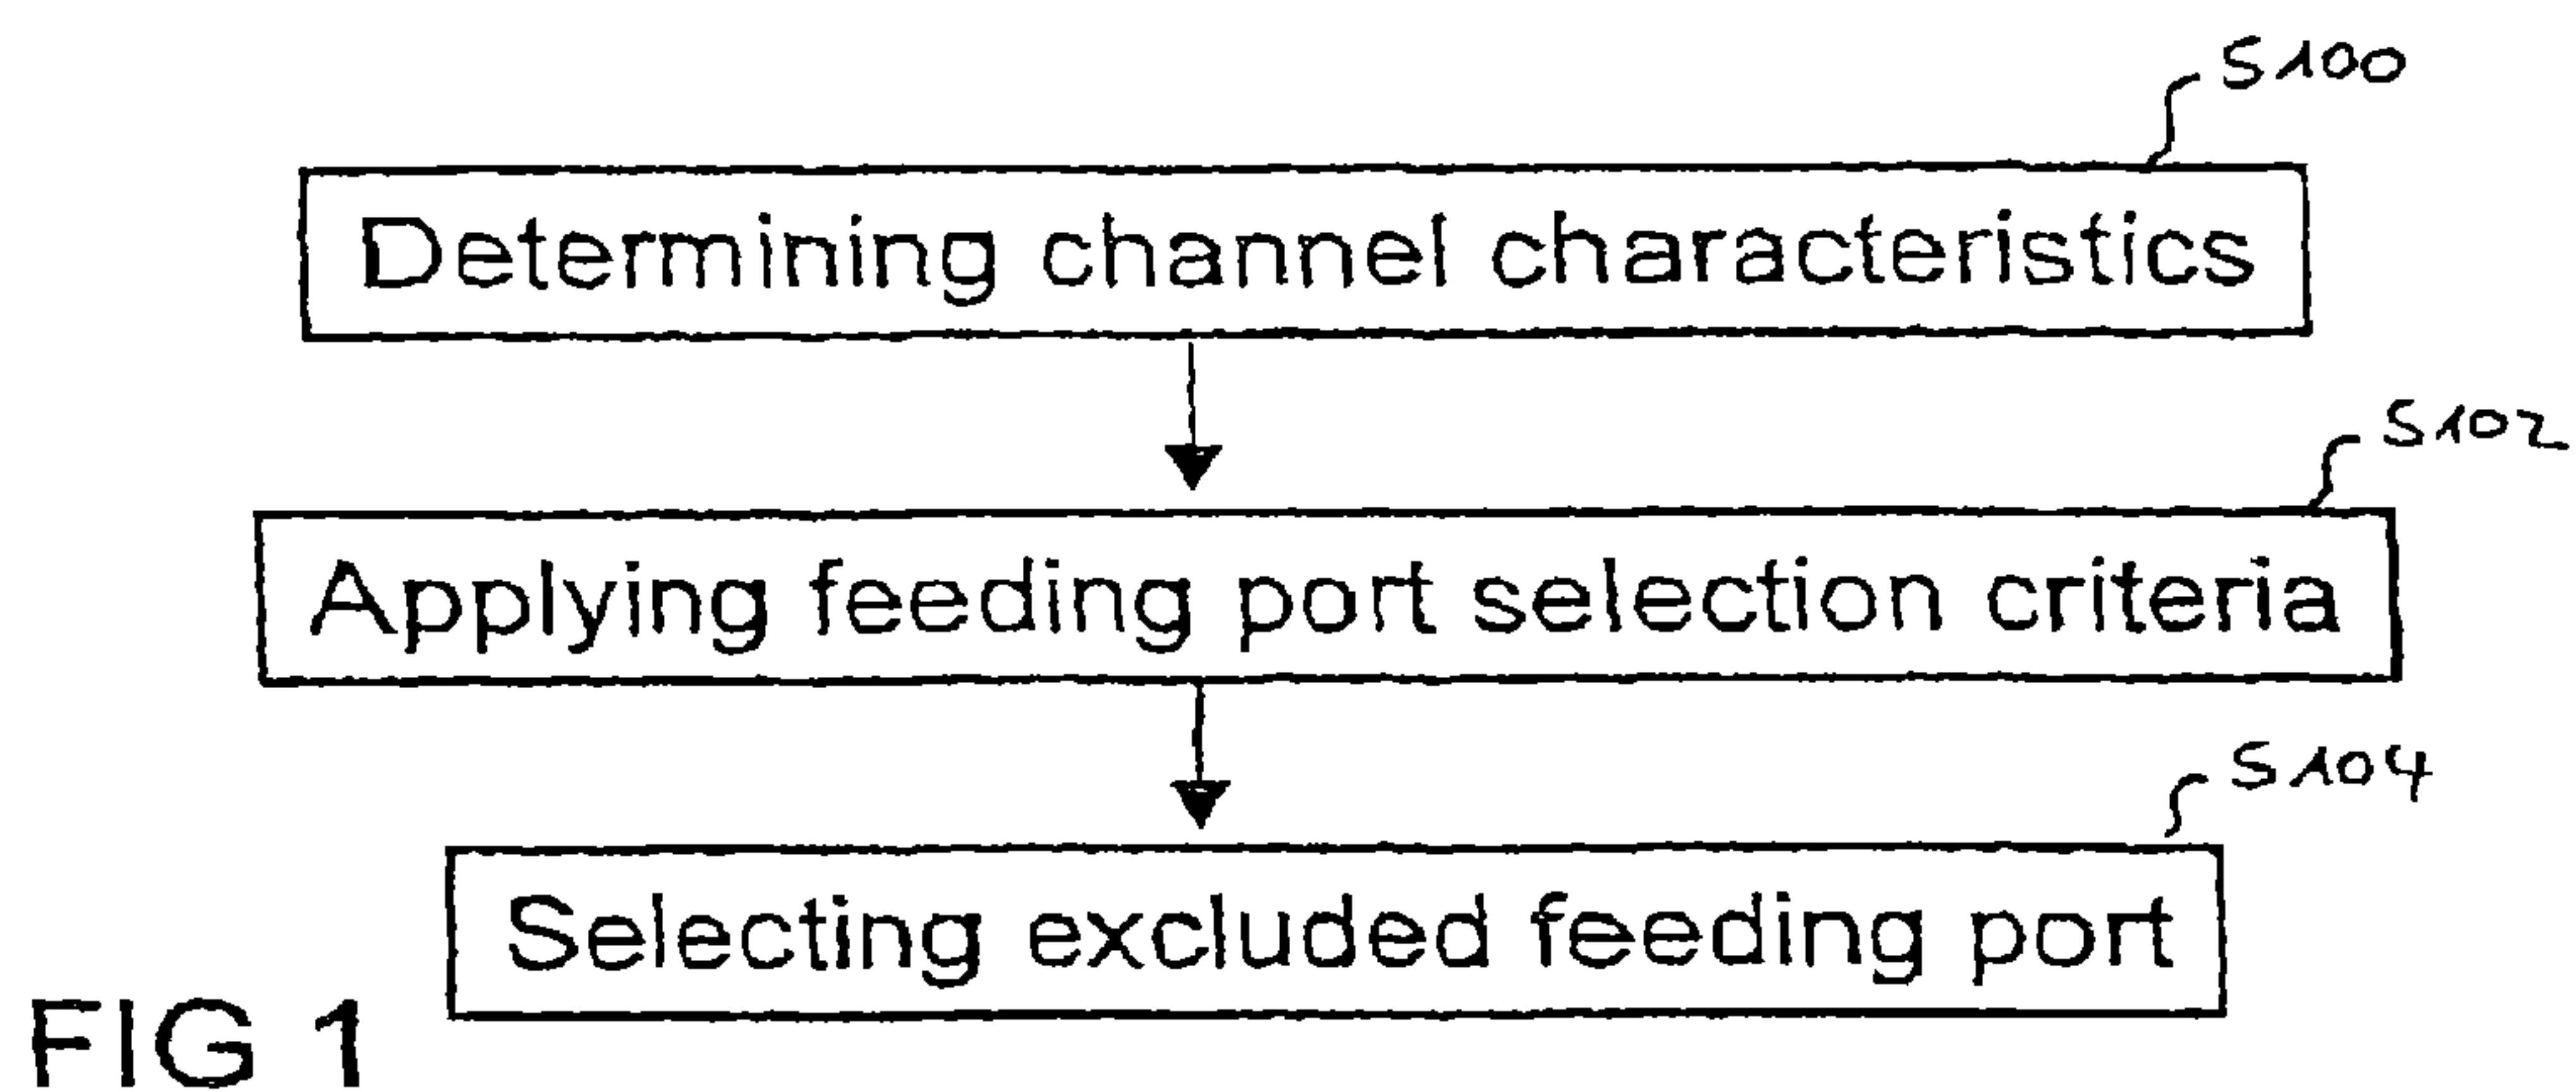 S100
Determining channel characteristics
S102
Applying feeding port selection criteria
S104
Selecting excluded feeding port
FIG 1